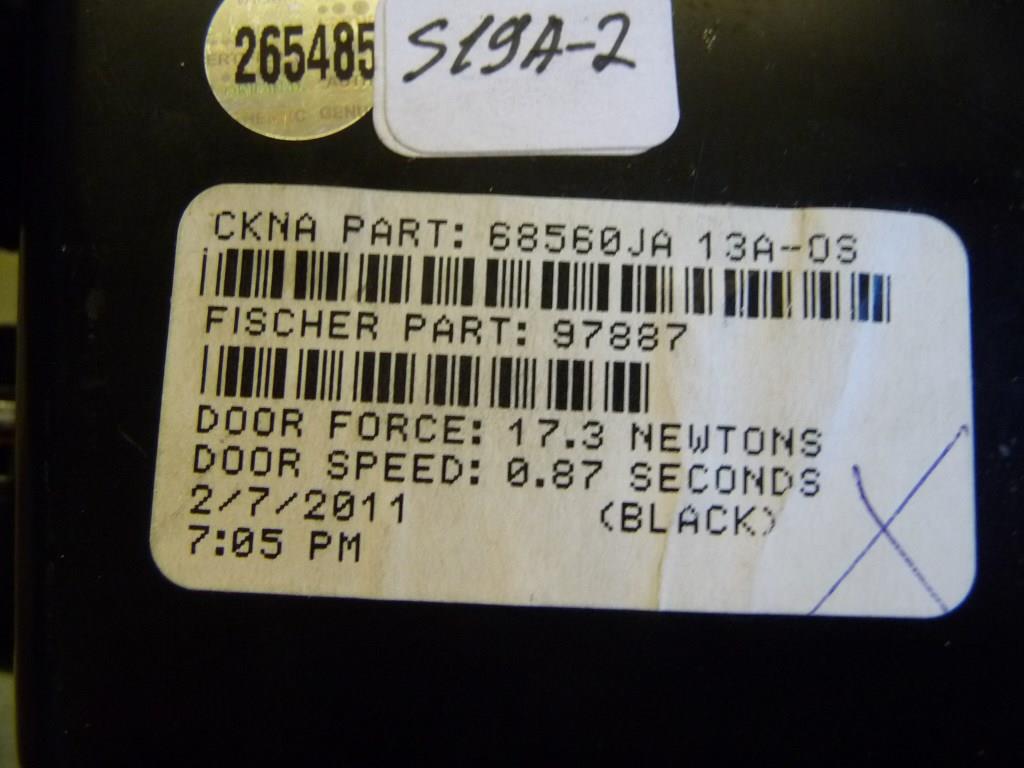 265485
S19A-2
CKNA PART: 68560JA 13A-OS
FISCHER PART: 97887
DOOR FORCE: 17.3 NEWTONS
DOOR SPEED: 0.87 SECONDS
2/7/2011 (BLACK)
7:05 PM